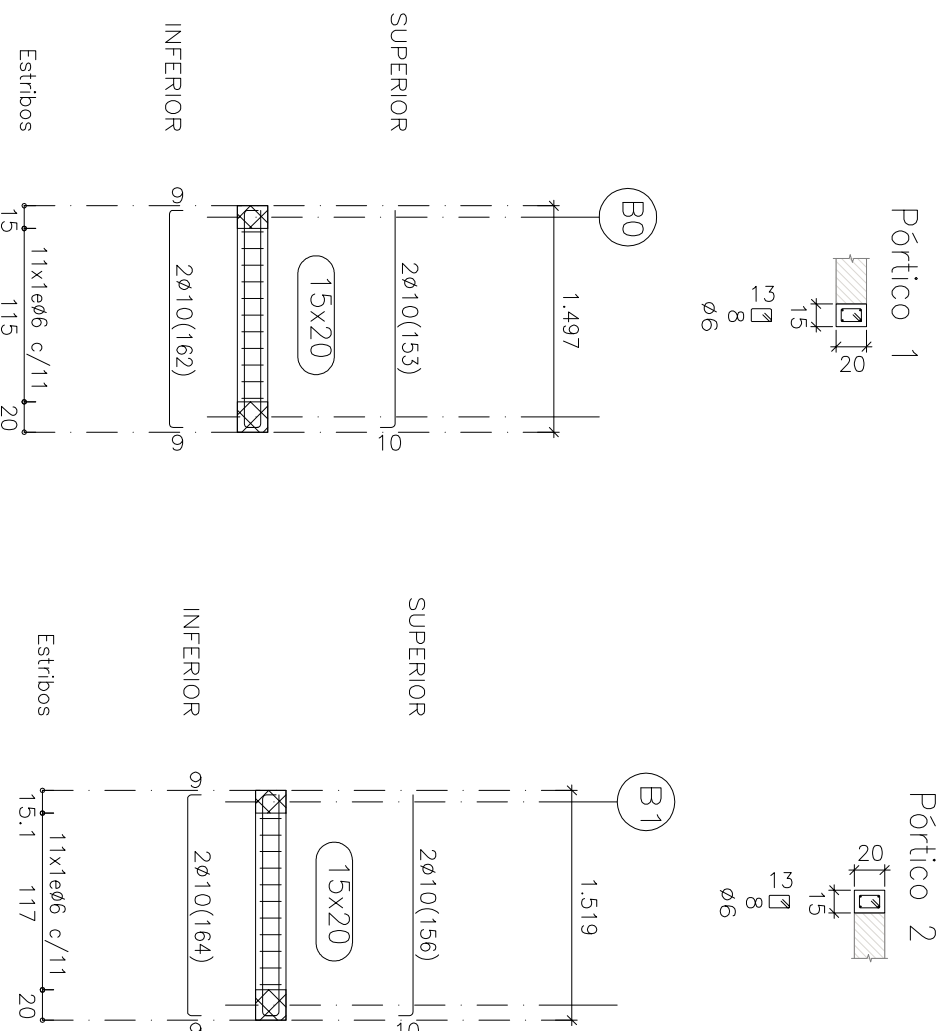 Pórtico 1
20
15
13
8
ø6
B0
1.497
SUPERIOR
2ø10(153)
10
15x20
INFERIOR
9
2ø10(162)
9
Estribos
11x1eø6 c/11
15
115
20
Pórtico 2
20
15
13
8
ø6
B1
1.519
SUPERIOR
2ø10(156)
10
15x20
INFERIOR
9
2ø10(164)
9
Estribos
11x1eø6 c/11
15.1
117
20